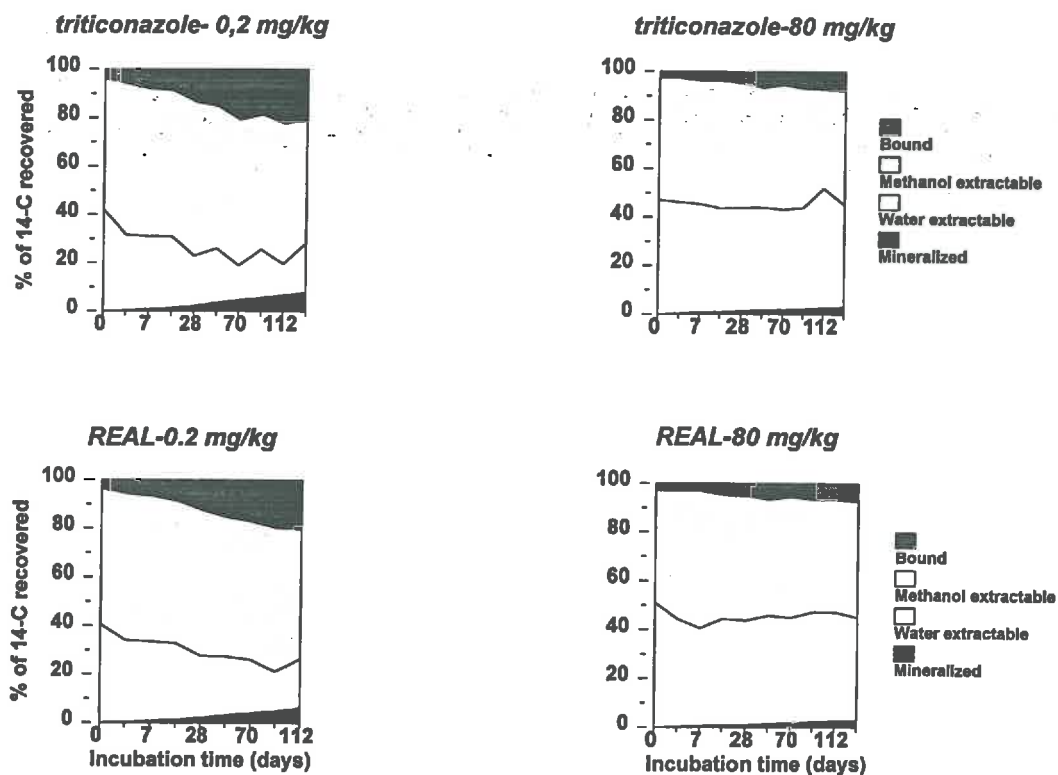 triticonazole- 0,2 mg/kg
% of 14-C recovered
100
80
60
40
20
0
0 7 28 70 112
triticonazole-80 mg/kg
100
80
60
40
20
0
0 7 28 70 112
Bound
Methanol extractable
Water extractable
Mineralized
REAL-0.2 mg/kg
% of 14-C recovered
100
80
60
40
20
0
0 7 28 70 112
Incubation time (days)
REAL-80 mg/kg
100
80
60
40
20
0
0 7 28 70 112
Incubation time (days)
Bound
Methanol extractable
Water extractable
Mineralized